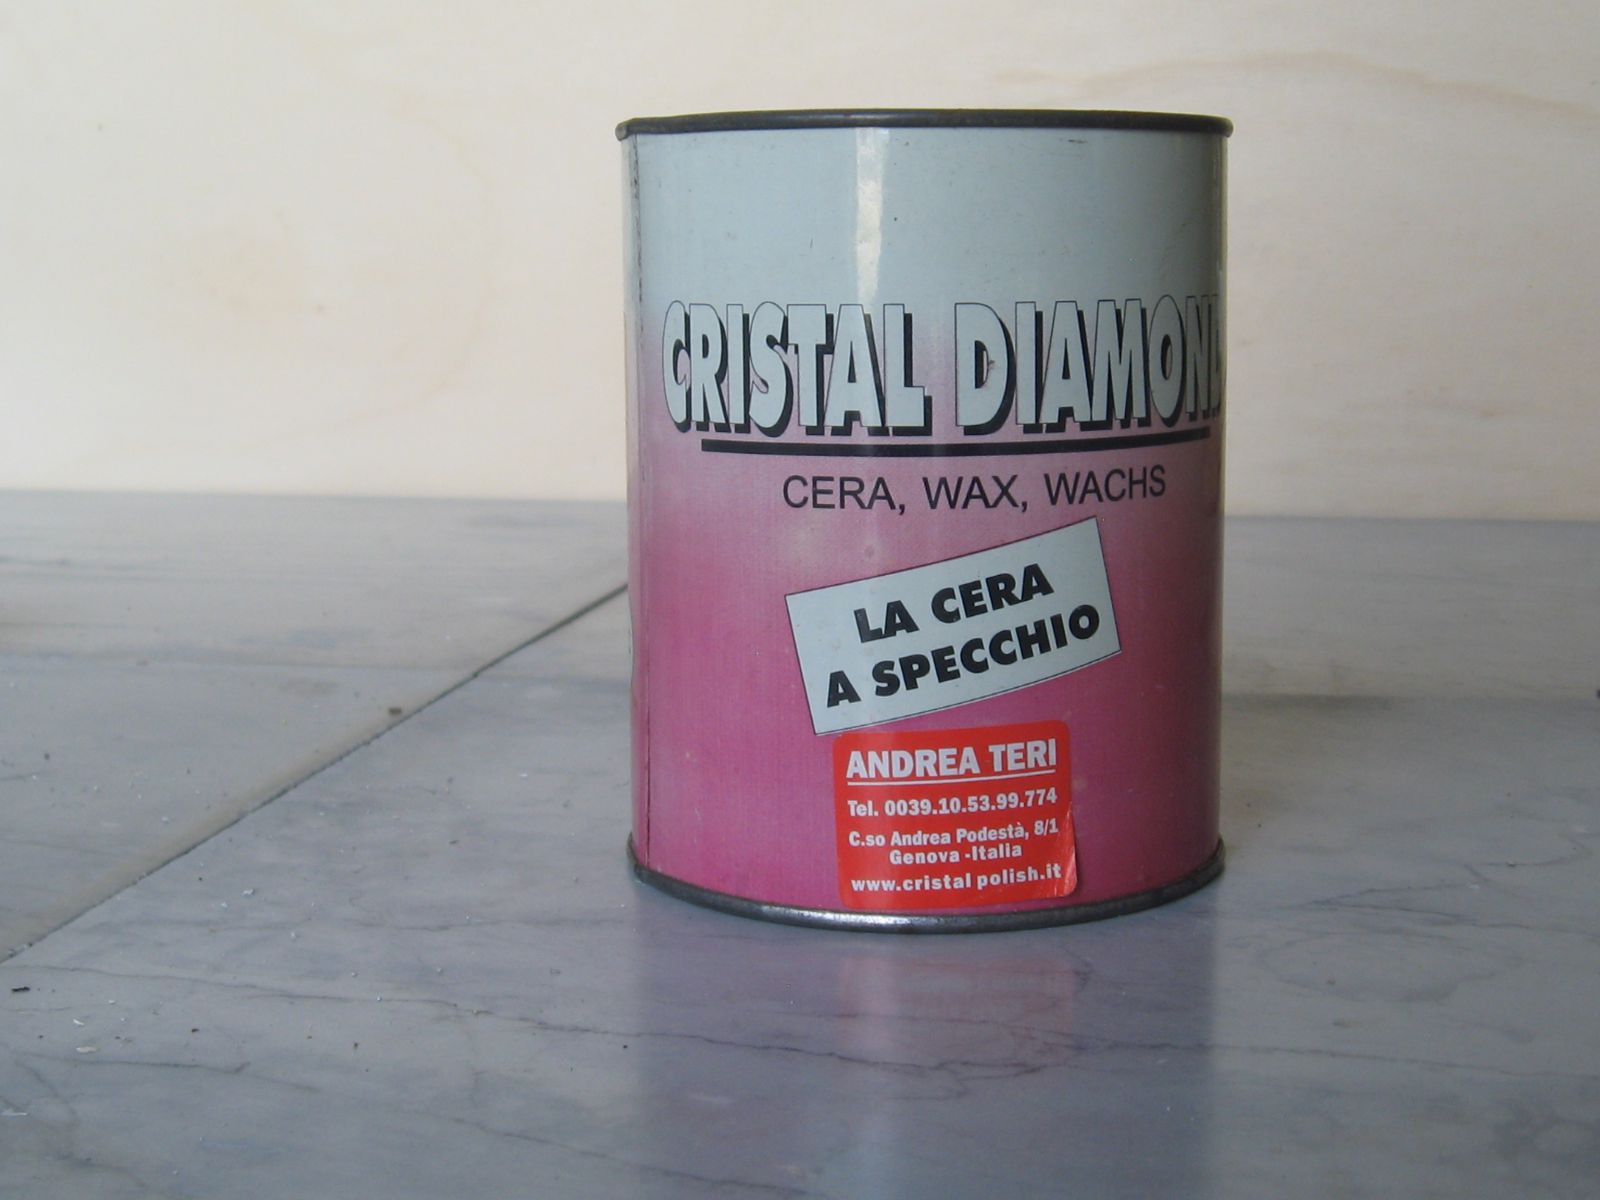 CRISTAL DIAMOND
CERA, WAX, WACHS
LA CERA
A SPECCHIO
ANDREA TERI
Tel. 0039.10.53.99.774
C.so Andrea Podestà, 8/1
Genova -Italia
www.cristal polish.it